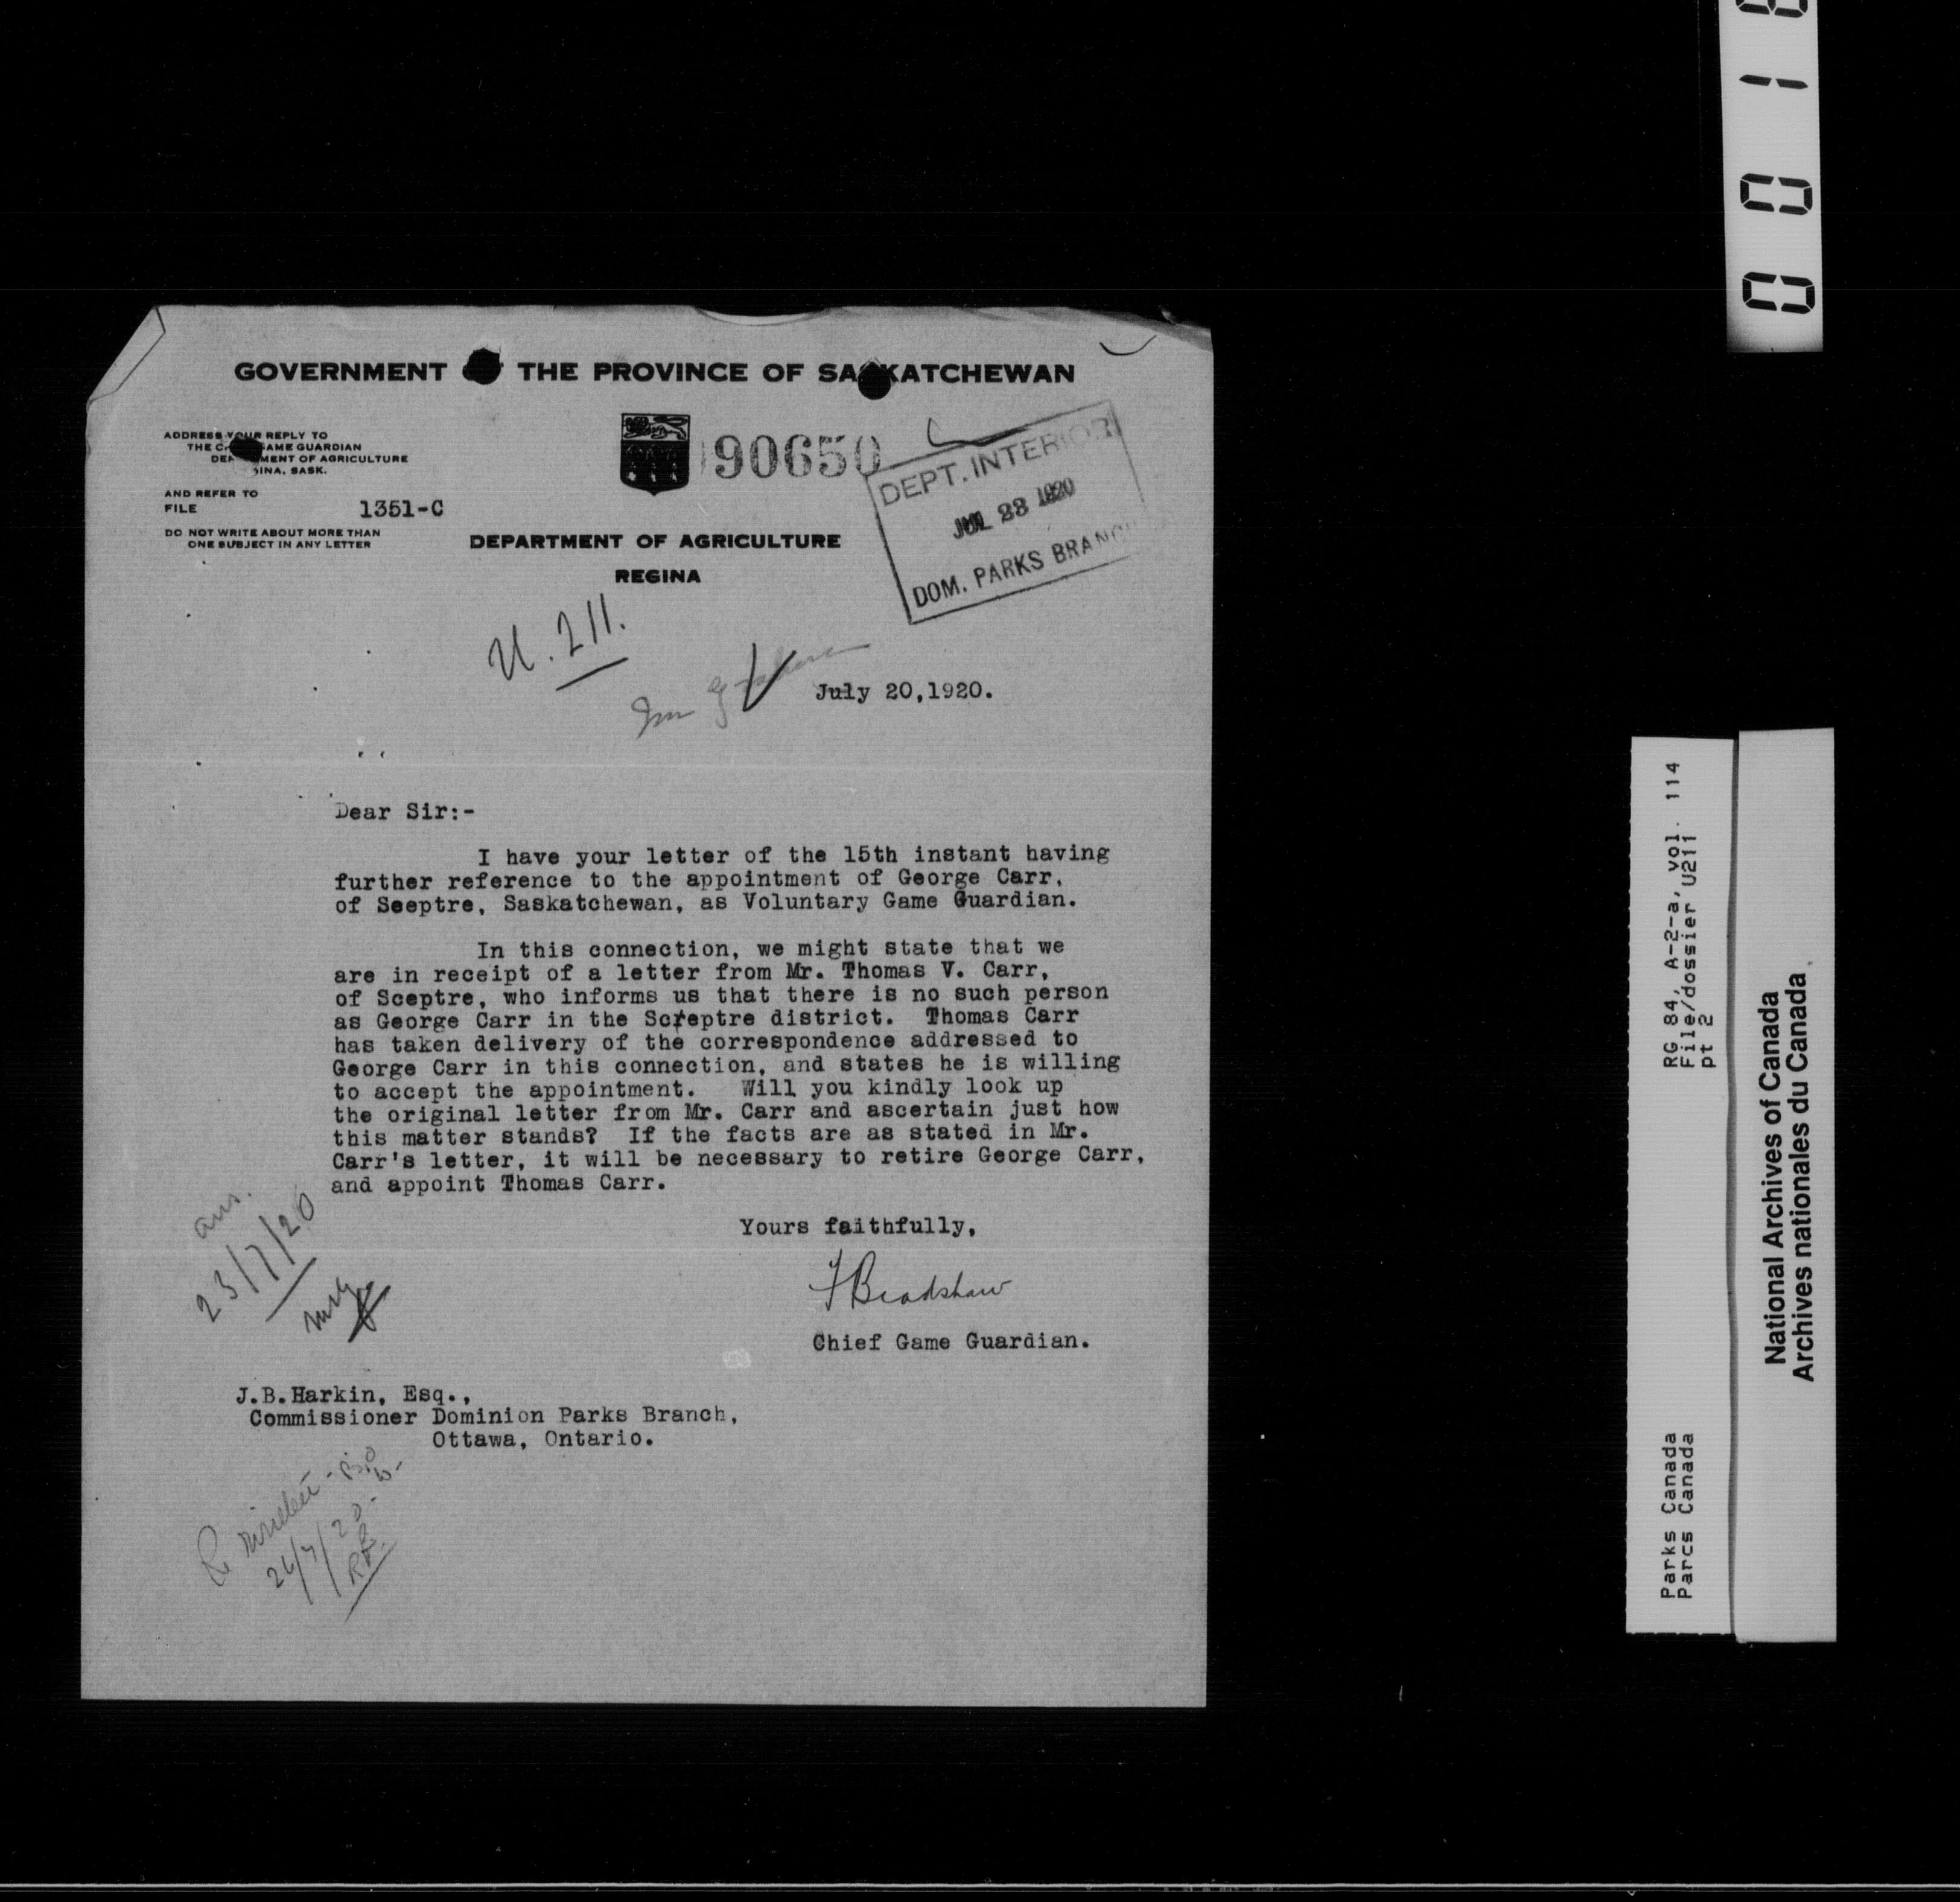 GOVERNMENT THE PROVINCE OF SASKATCHEWAN
ADDRESS YOUR REPLY TO
THE C GAME GUARDIAN
DEPARTMENT OF AGRICULTURE
GINA, SASK.
AND REFER TO
FILE 1351-C
DO NOT WRITE ABOUT MORE THAN
ONE SUBJECT IN ANY LETTER
90650
DEPT. INTERIOR
JUL 23 1920
DOM. PARKS BRANCH
DEPARTMENT OF AGRICULTURE
REGINA
U. 211.
July 20,1920.
Dear Sir:-
I have your letter of the 15th instant having
further reference to the appointment of George Carr,
of Seeptre, Saskatchewan, as Voluntary Game Guardian.
In this connection, we might state that we
are in receipt of a letter from Mr. Thomas V. Carr,
of Sceptre, who informs us that there is no such person
as George Carr in the Screptre district. Thomas Carr
has taken delivery of the correspondence addressed to
George Carr in this connection, and states he is willing
to accept the appointment. Will you kindly look up
the original letter from Mr. Carr and ascertain just how
this matter stands? If the facts are as stated in Mr.
Carr's letter, it will be necessary to retire George Carr,
and appoint Thomas Carr.
Yours faithfully,
F Bradshaw
Chief Game Guardian.
ans.
23/7/20
J.B.Harkin, Esq.,
Commissioner Dominion Parks Branch,
Ottawa, Ontario.
26/7/20
0 0 1
RG 84, A-2-a, vol. 114
File/dossier U211
pt 2
Parks Canada
Parcs Canada
National Archives of Canada
Archives nationales du Canada